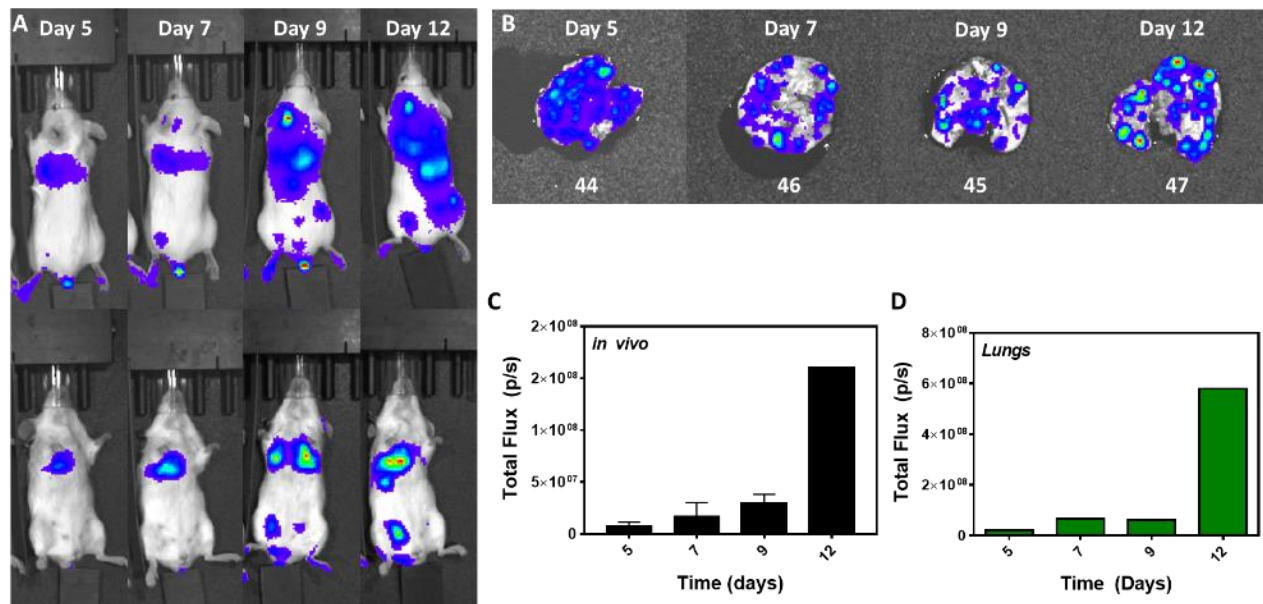 A
Day 5 Day 7 Day 9 Day 12
B
Day 5 Day 7 Day 9 Day 12
44 46 45 47
C
2×10⁰⁸
2×10⁰⁸
1×10⁰⁸
5×10⁰⁷
0
Total Flux (p/s)
in vivo
5 7 9 12
Time (days)
D
8×10⁰⁸
6×10⁰⁸
4×10⁰⁸
2×10⁰⁸
0
Total Flux (p/s)
Lungs
5 7 9 12
Time (Days)